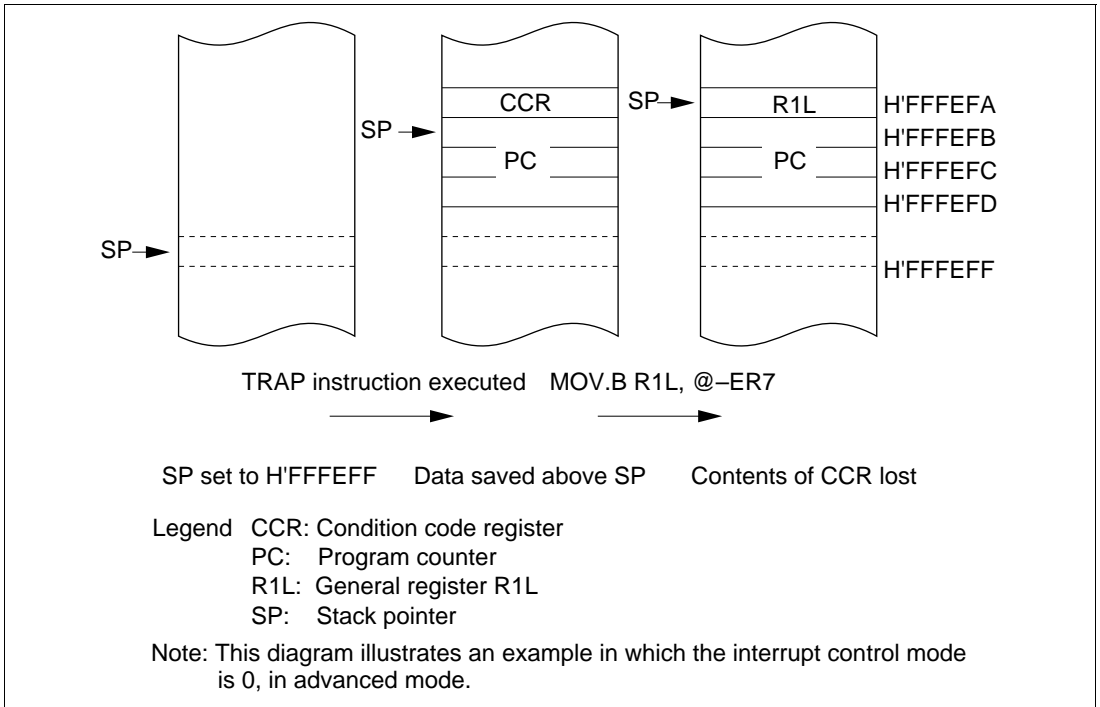 CCR
SP
R1L
H'FFFEFA
SP
H'FFFEFB
PC
PC
H'FFFEFC
H'FFFEFD
SP
H'FFFEFF
TRAP instruction executed
MOV.B R1L, @–ER7
SP set to H'FFFEFF
Data saved above SP
Contents of CCR lost
Legend CCR: Condition code register
PC: Program counter
R1L: General register R1L
SP: Stack pointer
Note: This diagram illustrates an example in which the interrupt control mode
is 0, in advanced mode.